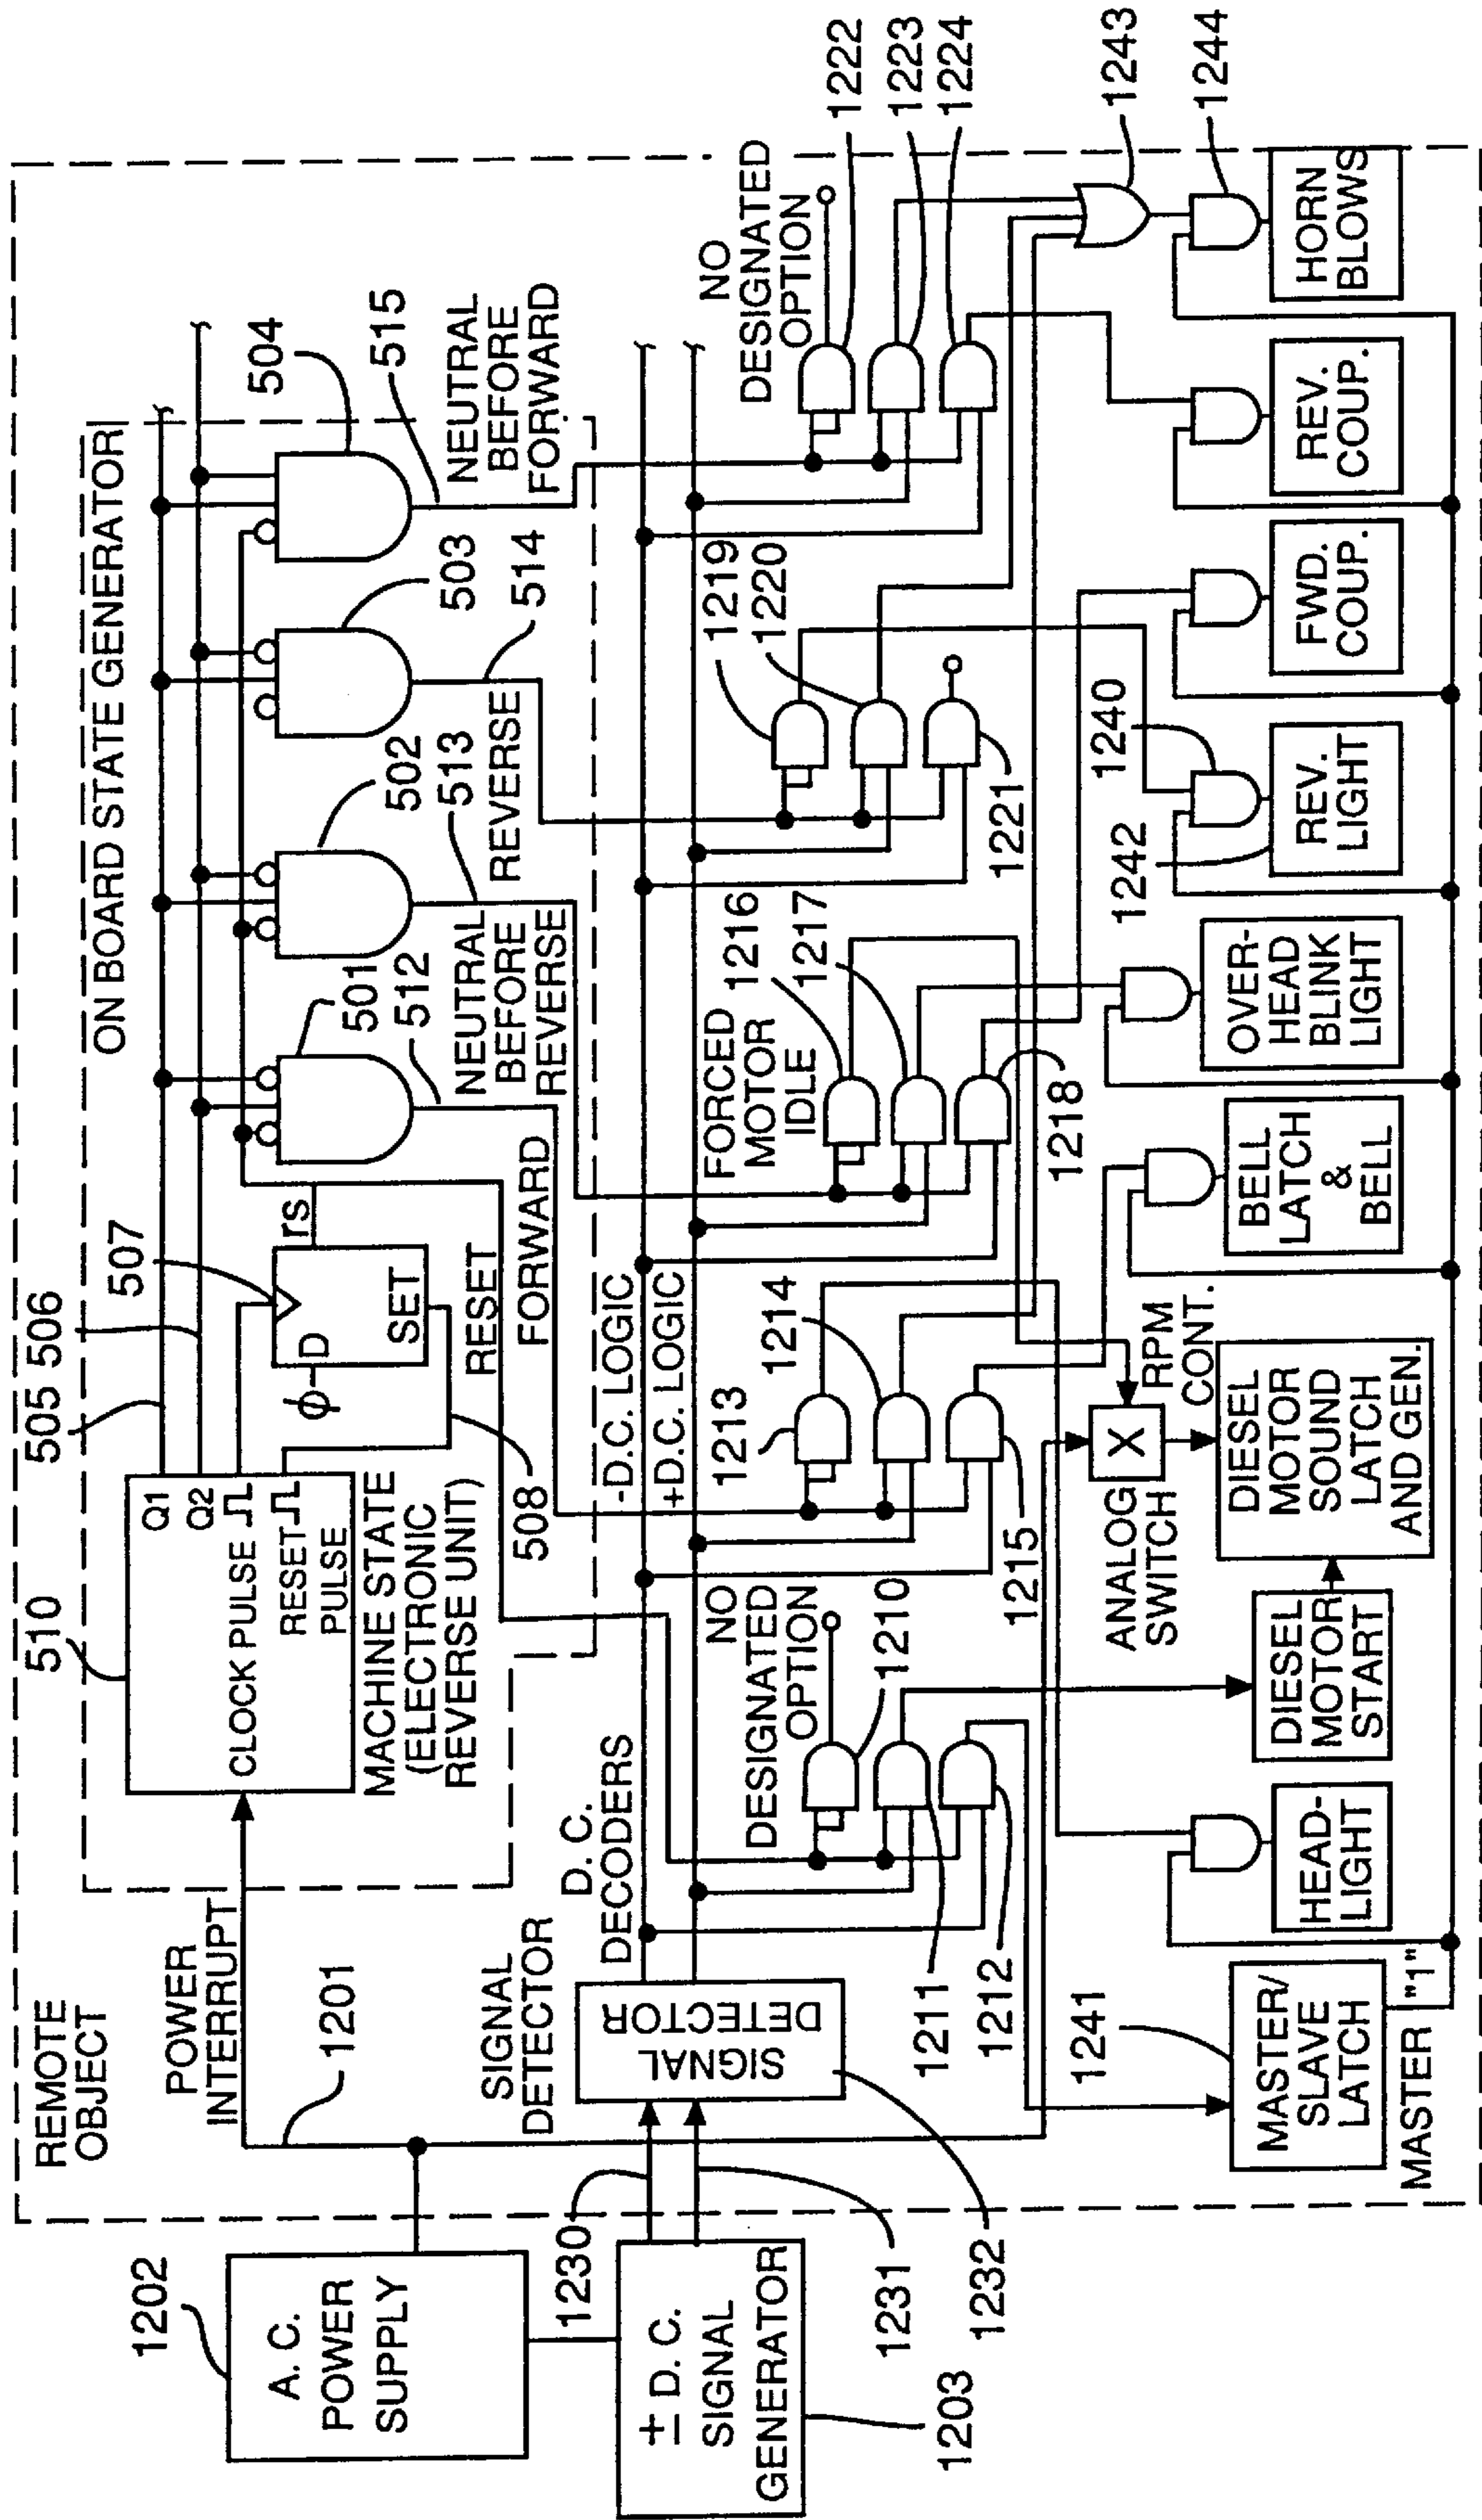 1202
A. C.
POWER
SUPPLY
± D. C.
SIGNAL
GENERATOR
1203
1230
1231
1232
REMOTE
OBJECT
POWER
INTERRUPT
1201
SIGNAL
DETECTOR
SIGNAL
DETECTOR
D. C.
DECODERS
ON BOARD STATE GENERATOR
510
505
506
507
Q1
Q2
CLOCK PULSE
RESET
PULSE
MACHINE STATE
(ELECTRONIC
REVERSE UNIT)
508
ϕ
D
SET
rs
RESET
FORWARD
501
512
NEUTRAL
BEFORE
REVERSE
502
513
REVERSE
503
514
504
515
NEUTRAL
BEFORE
FORWARD
-D.C. LOGIC
+D.C. LOGIC
NO
DESIGNATED
OPTION
1210
1211
1212
1213
1214
1215
FORCED
MOTOR
IDLE
1216
1217
1218
1219
1220
1221
NO
DESIGNATED
OPTION
1222
1223
1224
1243
1244
1241
MASTER/
SLAVE
LATCH
MASTER "1"
HEAD-
LIGHT
DIESEL
MOTOR
START
ANALOG
SWITCH
X
RPM
CONT.
DIESEL
MOTOR
SOUND
LATCH
AND GEN.
BELL
LATCH
&
BELL
OVER-
HEAD
BLINK
LIGHT
1242
1240
REV.
LIGHT
FWD.
COUP.
REV.
COUP.
HORN
BLOWS